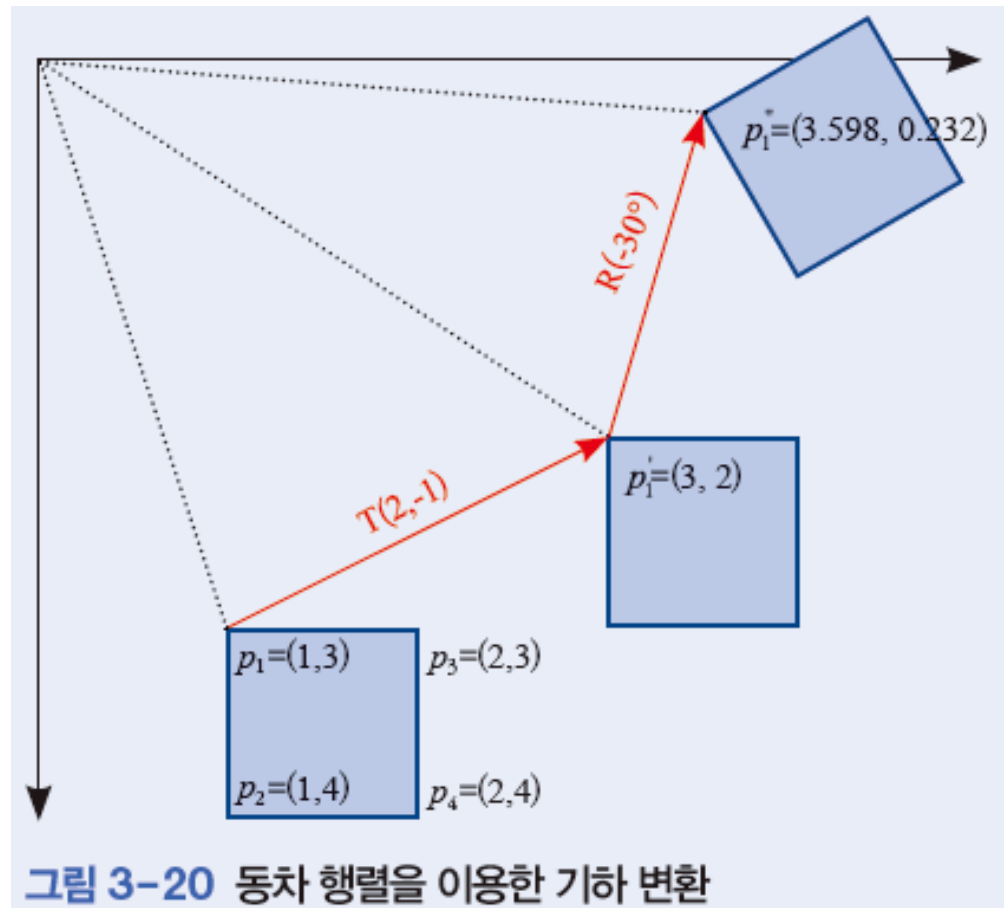 p₁″=(3.598, 0.232)
R(-30°)
p₁′=(3, 2)
T(2,-1)
p₁=(1,3) p₃=(2,3)
p₂=(1,4) p₄=(2,4)
그림 3-20 동차 행렬을 이용한 기하 변환